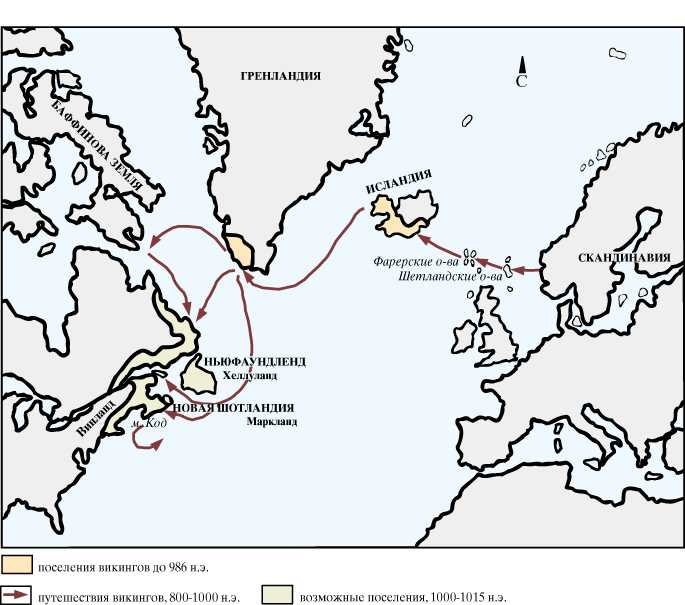 ГРЕНЛАНДИЯ
С
БАФФИНОВА ЗЕМЛЯ
ИСЛАНДИЯ
Фарерские о-ва
СКАНДИНАВИЯ
Шетландские о-ва
НЬЮФАУНДЛЕНД
Хеллуланд
Винланд
НОВАЯ ШОТЛАНДИЯ
Маркланд
м. Код
поселения викингов до 986 н.э.
путешествия викингов, 800-1000 н.э.
возможные поселения, 1000-1015 н.э.